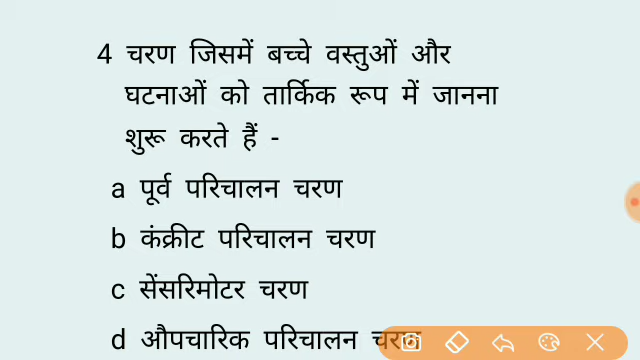 4 चरण जिसमें बच्चे वस्तुओं और
घटनाओं को तार्किक रूप में जानना
शुरू करते हैं -
a पूर्व परिचालन चरण
b कंक्रीट परिचालन चरण
c सेंसरिमोटर चरण
d औपचारिक परिचालन चरण